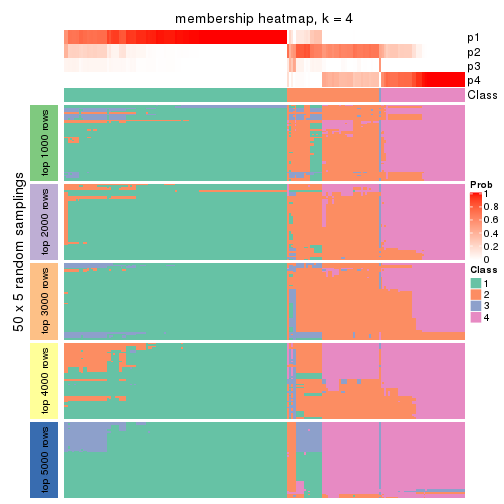 membership heatmap, k = 4
p1
p2
p3
p4
Class
50 x 5 random samplings
top 1000 rows
top 2000 rows
top 3000 rows
top 4000 rows
top 5000 rows
Prob
1
0.8
0.6
0.4
0.2
0
Class
1
2
3
4